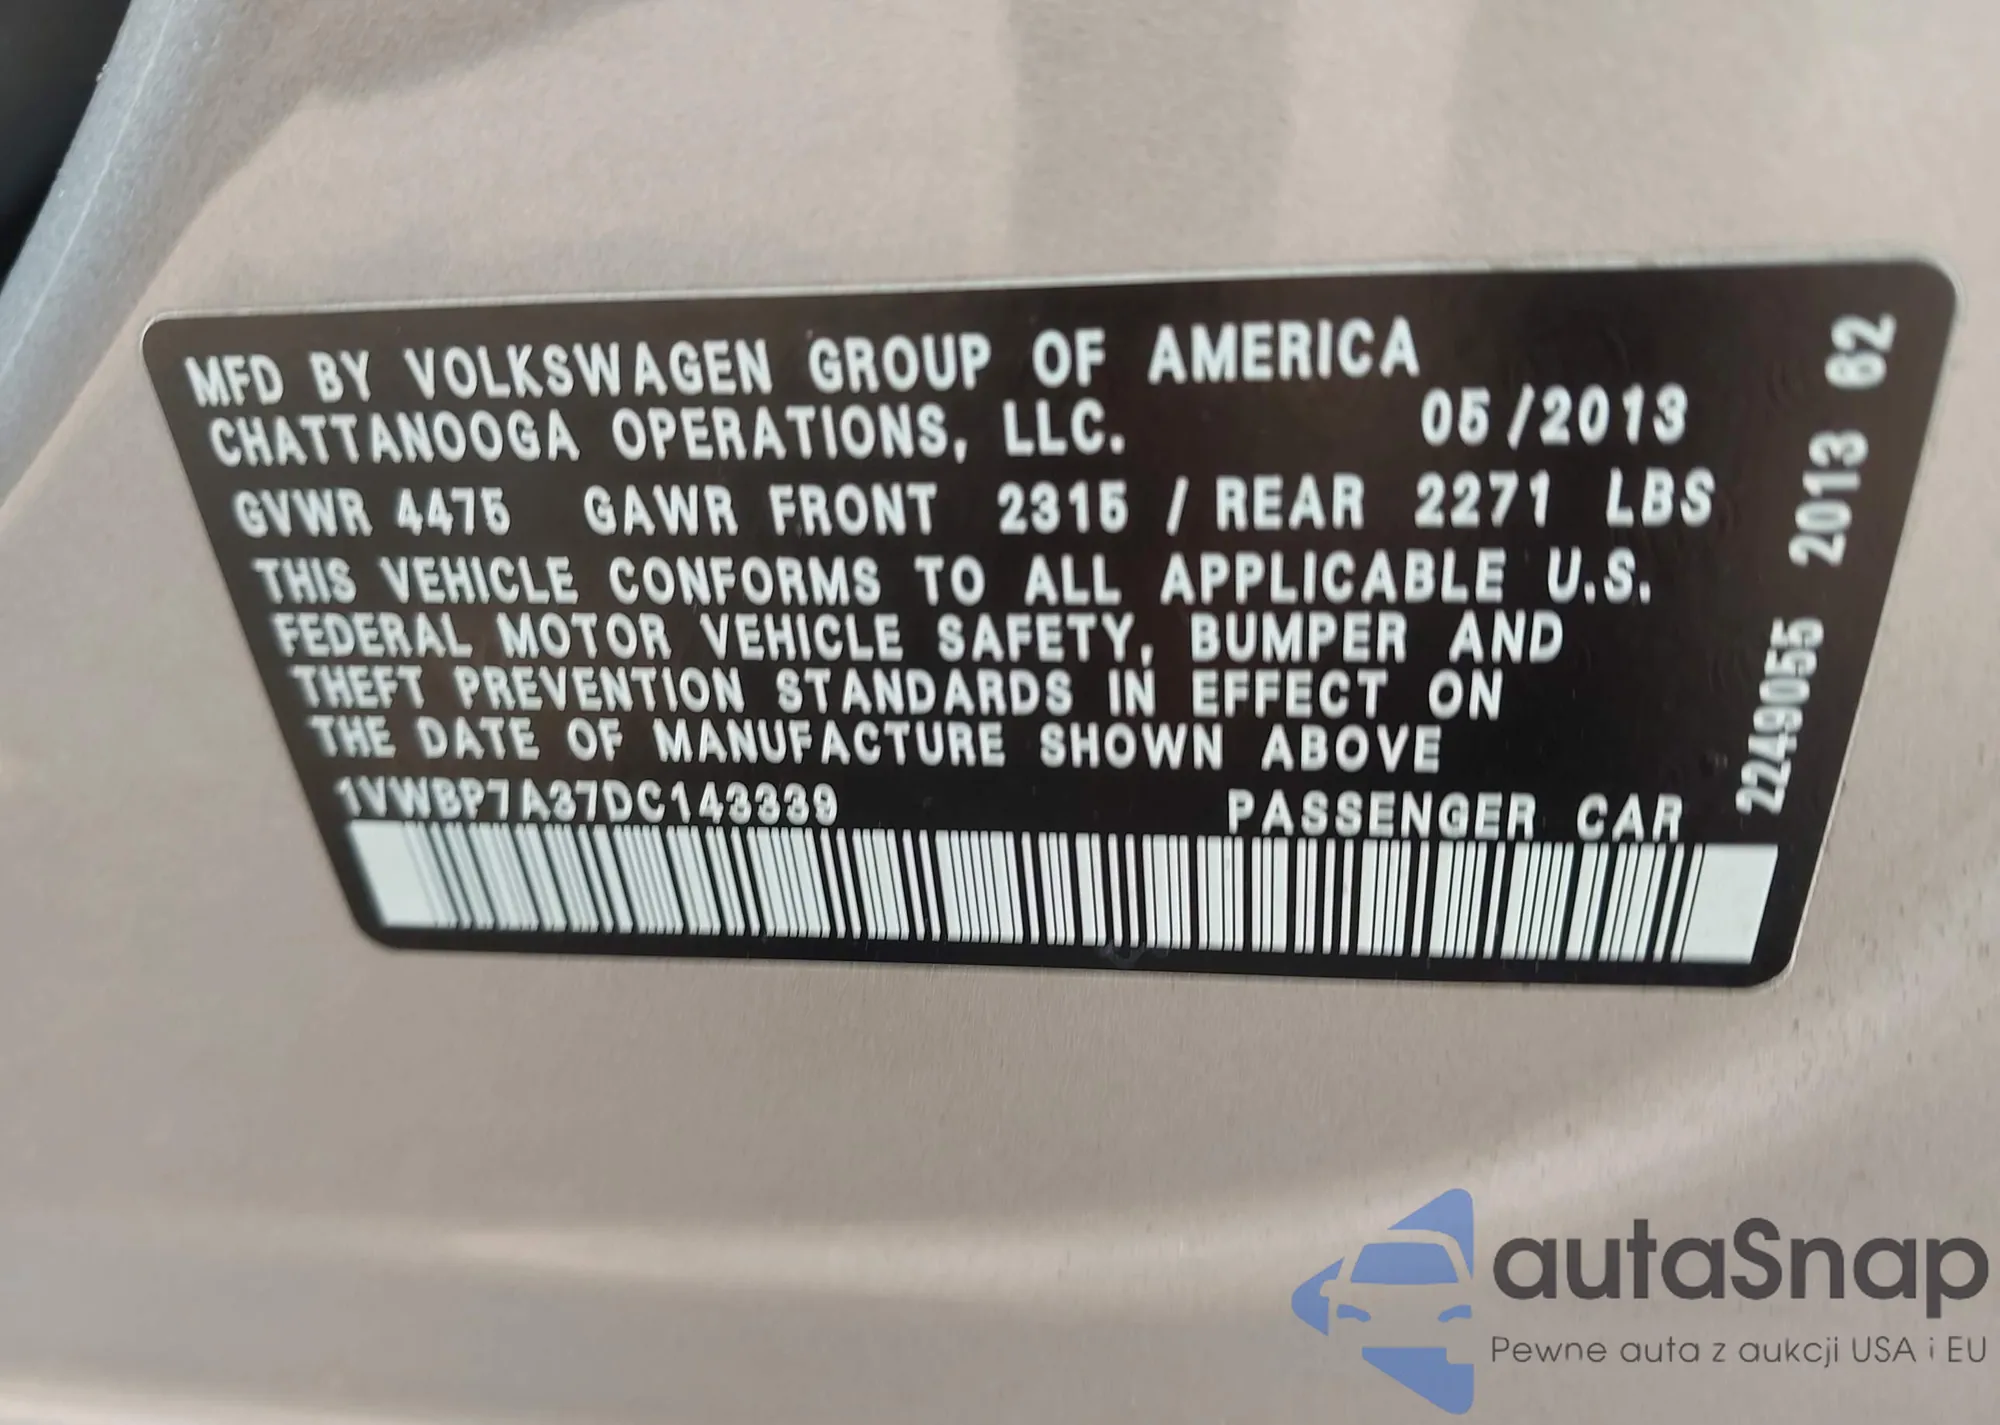 MFD BY VOLKSWAGEN GROUP OF AMERICA
CHATTANOOGA OPERATIONS, LLC. 05/2013
GVWR 4475 GAWR FRONT 2315 / REAR 2271 LBS
THIS VEHICLE CONFORMS TO ALL APPLICABLE U.S.
FEDERAL MOTOR VEHICLE SAFETY, BUMPER AND
THEFT PREVENTION STANDARDS IN EFFECT ON
THE DATE OF MANUFACTURE SHOWN ABOVE
1VWBP7A37DC143339 PASSENGER CAR
2249055 2013 62
autaSnap
Pewne auta z aukcji USA i EU